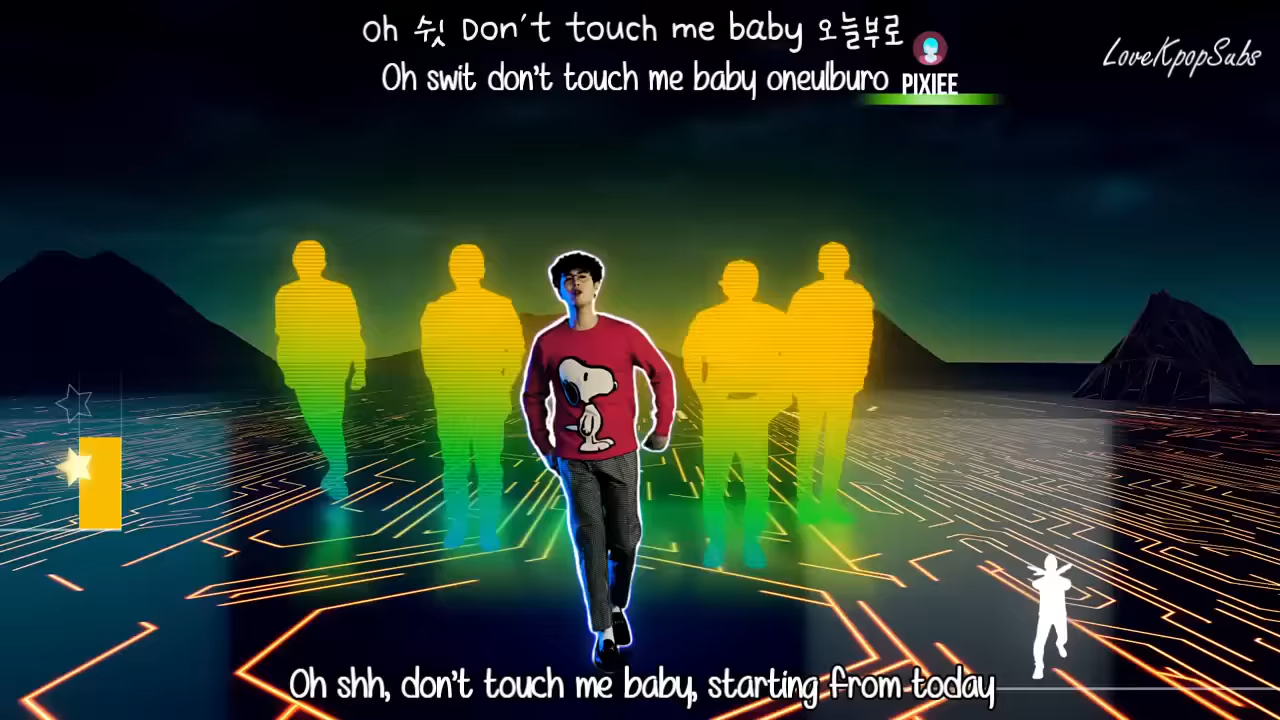 Oh 쉿 Don't touch me baby 오늘부로
Oh swit don't touch me baby oneulburo
PIXIEE
LoveKpopSubs
Oh shh, don't touch me baby, starting from today